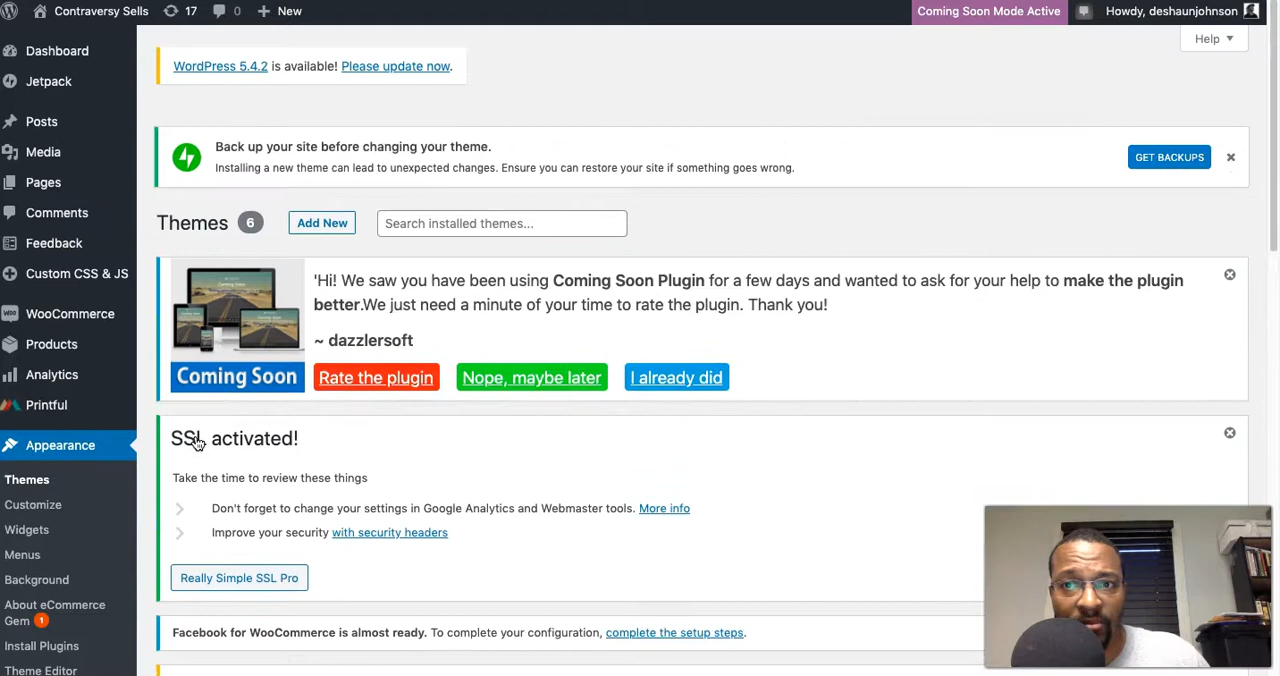 Contraversy Sells
17
0
New
Coming Soon Mode Active
Howdy, deshaunjohnson
Help
Dashboard
Jetpack
Posts
Media
Pages
Comments
Feedback
Custom CSS & JS
WooCommerce
Products
Analytics
Printful
Appearance
Themes
Customize
Widgets
Menus
Background
About eCommerce
Gem 1
Install Plugins
Theme Editor
WordPress 5.4.2 is available! Please update now.
Back up your site before changing your theme.
Installing a new theme can lead to unexpected changes. Ensure you can restore your site if something goes wrong.
GET BACKUPS
Themes 6
Add New
Search installed themes...
Coming Soon
'Hi! We saw you have been using Coming Soon Plugin for a few days and wanted to ask for your help to make the plugin
better.We just need a minute of your time to rate the plugin. Thank you!
~ dazzlersoft
Rate the plugin
Nope, maybe later
I already did
SSL activated!
Take the time to review these things
Don't forget to change your settings in Google Analytics and Webmaster tools. More info
Improve your security with security headers
Really Simple SSL Pro
Facebook for WooCommerce is almost ready. To complete your configuration, complete the setup steps.